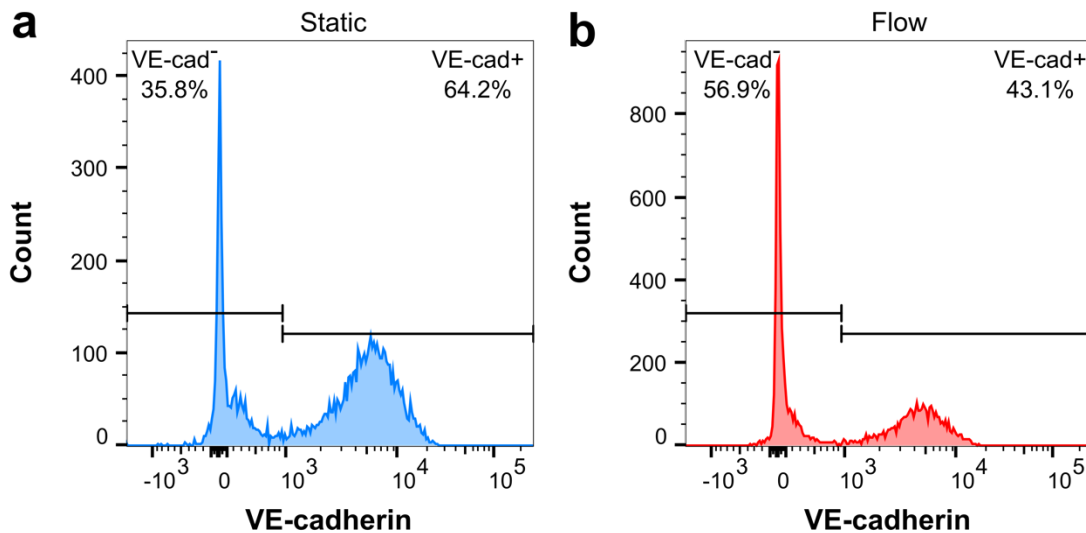 a
Static
VE-cad⁻
35.8%
VE-cad+
64.2%
400
300
200
100
0
Count
-10³
0
10³
10⁴
10⁵
VE-cadherin
b
Flow
VE-cad⁻
56.9%
VE-cad+
43.1%
800
600
400
200
0
Count
-10³
0
10³
10⁴
10⁵
VE-cadherin